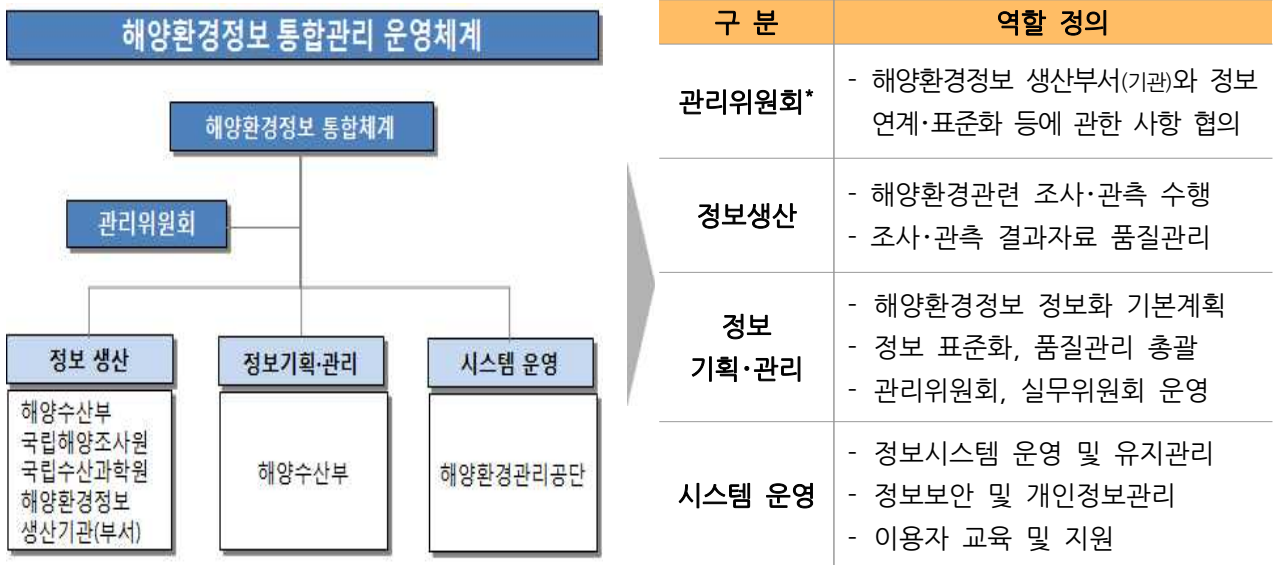 해양환경정보 통합관리 운영체계
해양환경정보 통합체계
관리위원회
정보 생산
해양수산부
국립해양조사원
국립수산과학원
해양환경정보
생산기관(부서)
정보기획·관리
해양수산부
시스템 운영
해양환경관리공단
구 분 역할 정의
관리위원회*
- 해양환경정보 생산부서(기관)와 정보
연계·표준화 등에 관한 사항 협의
정보생산
- 해양환경관련 조사·관측 수행
- 조사·관측 결과자료 품질관리
정보
기획·관리
- 해양환경정보 정보화 기본계획
- 정보 표준화, 품질관리 총괄
- 관리위원회, 실무위원회 운영
시스템 운영
- 정보시스템 운영 및 유지관리
- 정보보안 및 개인정보관리
- 이용자 교육 및 지원